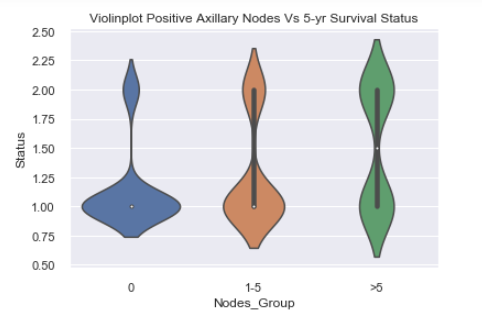 Violinplot Positive Axillary Nodes Vs 5-yr Survival Status
2.50
2.25
2.00
1.75
1.50
1.25
1.00
0.75
0.50
Status
0 1-5 >5
Nodes_Group